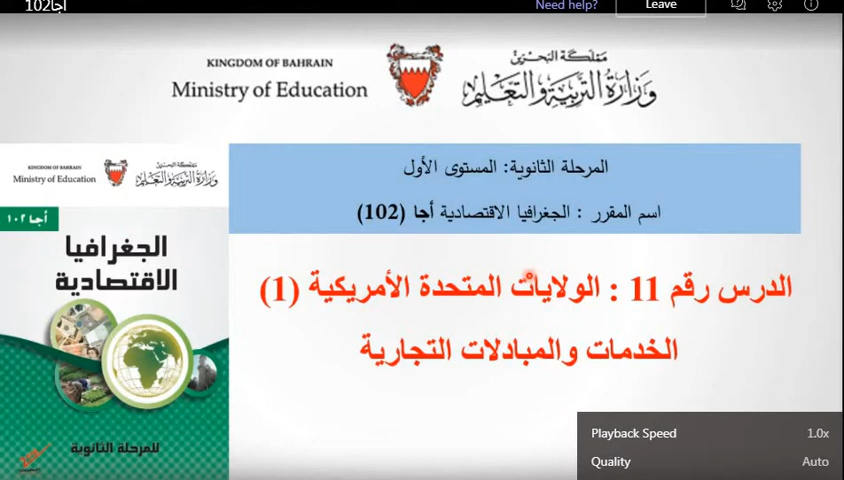 أجا102
Need help?
Leave
KINGDOM OF BAHRAIN
Ministry of Education
مملكة البحرين
وزارة التربية والتعليم
المرحلة الثانوية: المستوى الأول
اسم المقرر : الجغرافيا الاقتصادية أجا (102)
الدرس رقم 11 : الولايات المتحدة الأمريكية (1)
الخدمات والمبادلات التجارية
KINGDOM OF BAHRAIN
Ministry of Education
مملكة البحرين
وزارة التربية والتعليم
أجا ١٠٢
الجغرافيا
الاقتصادية
للمرحلة الثانوية
Playback Speed 1.0x
Quality Auto